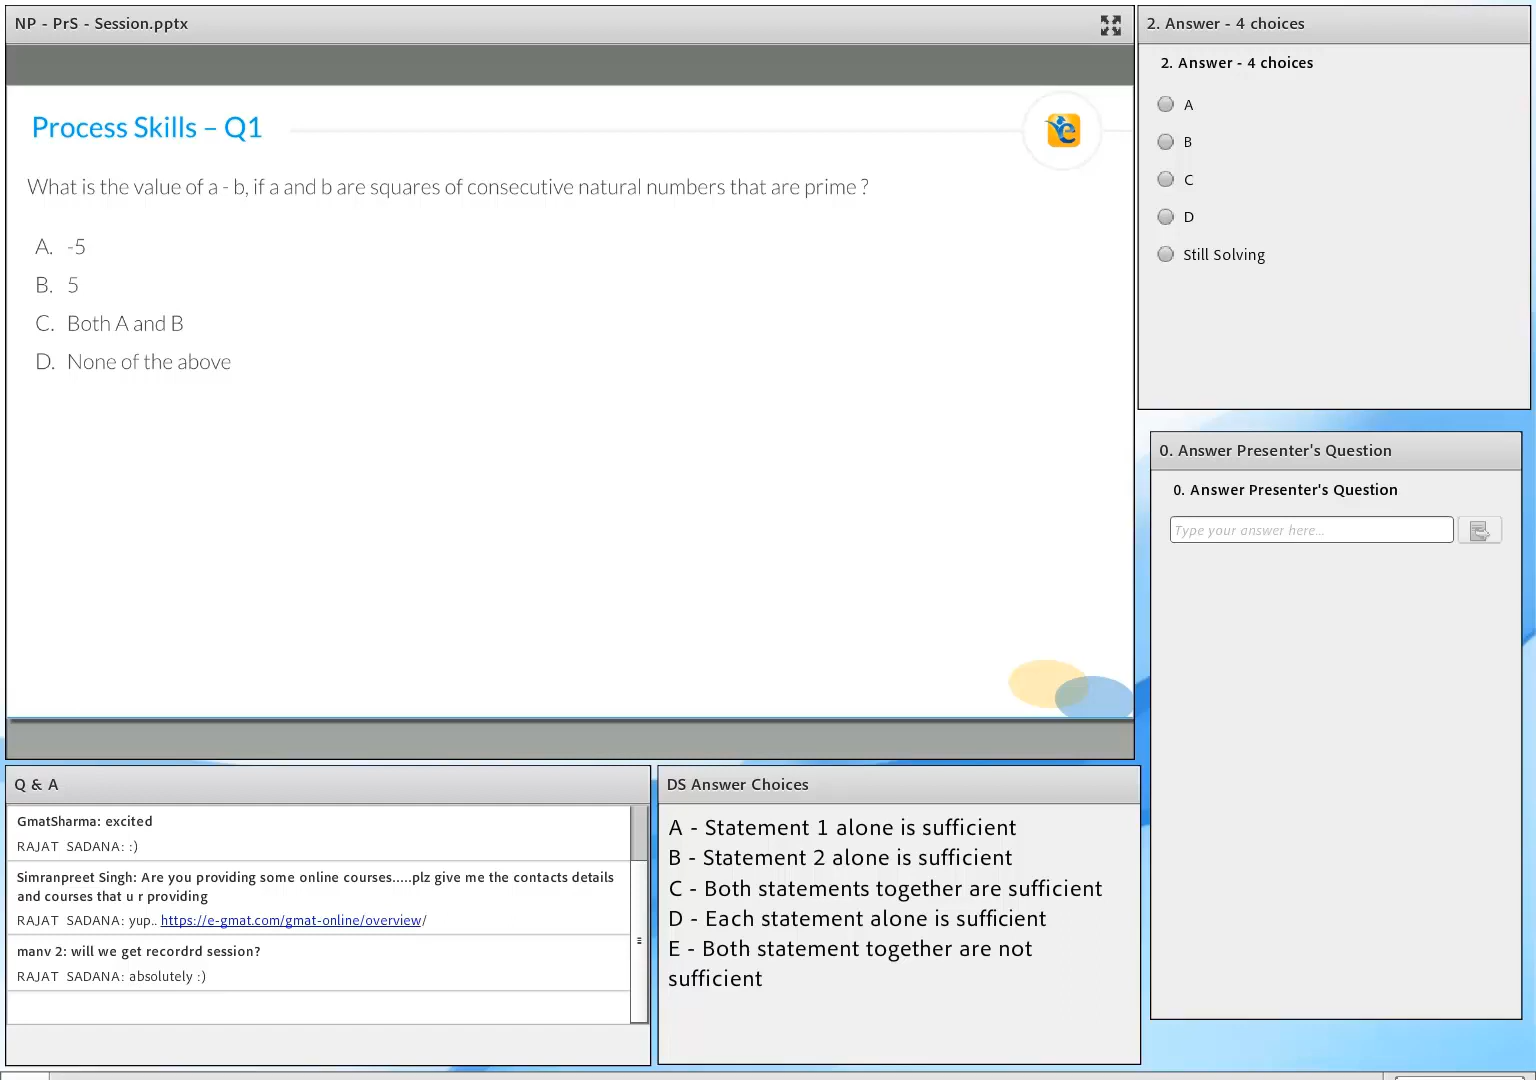 NP - PrS - Session.pptx
Process Skills – Q1
What is the value of a - b, if a and b are squares of consecutive natural numbers that are prime ?
A. -5
B. 5
C. Both A and B
D. None of the above
2. Answer - 4 choices
2. Answer - 4 choices
A
B
C
D
Still Solving
0. Answer Presenter's Question
0. Answer Presenter's Question
Type your answer here...
Q & A
GmatSharma: excited
RAJAT SADANA: :)
Simranpreet Singh: Are you providing some online courses.....plz give me the contacts details
and courses that u r providing
RAJAT SADANA: yup.. https://e-gmat.com/gmat-online/overview/
manv 2: will we get recordrd session?
RAJAT SADANA: absolutely :)
DS Answer Choices
A - Statement 1 alone is sufficient
B - Statement 2 alone is sufficient
C - Both statements together are sufficient
D - Each statement alone is sufficient
E - Both statement together are not
sufficient